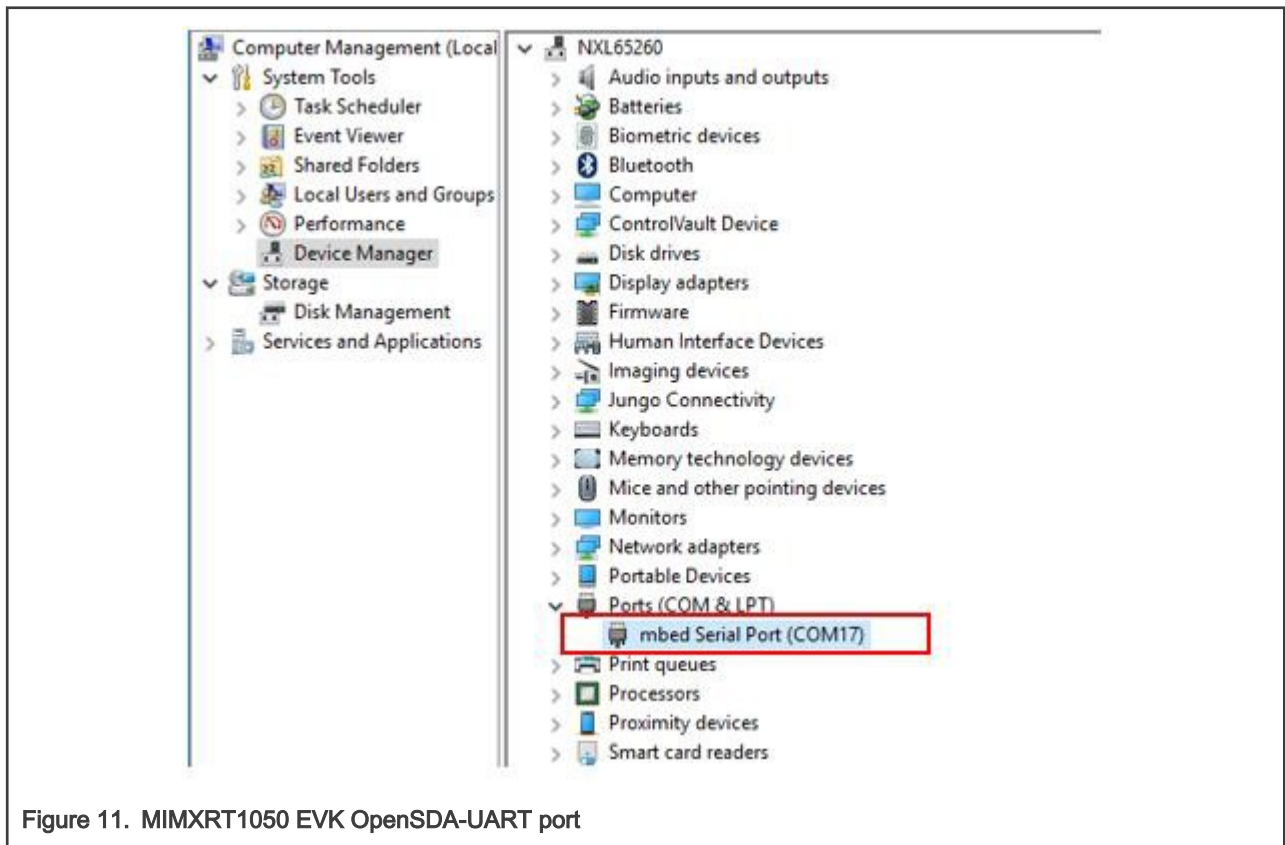 Computer Management (Local
System Tools
Task Scheduler
Event Viewer
Shared Folders
Local Users and Groups
Performance
Device Manager
Storage
Disk Management
Services and Applications
NXL65260
Audio inputs and outputs
Batteries
Biometric devices
Bluetooth
Computer
ControlVault Device
Disk drives
Display adapters
Firmware
Human Interface Devices
Imaging devices
Jungo Connectivity
Keyboards
Memory technology devices
Mice and other pointing devices
Monitors
Network adapters
Portable Devices
Ports (COM & LPT)
mbed Serial Port (COM17)
Print queues
Processors
Proximity devices
Smart card readers
Figure 11. MIMXRT1050 EVK OpenSDA-UART port